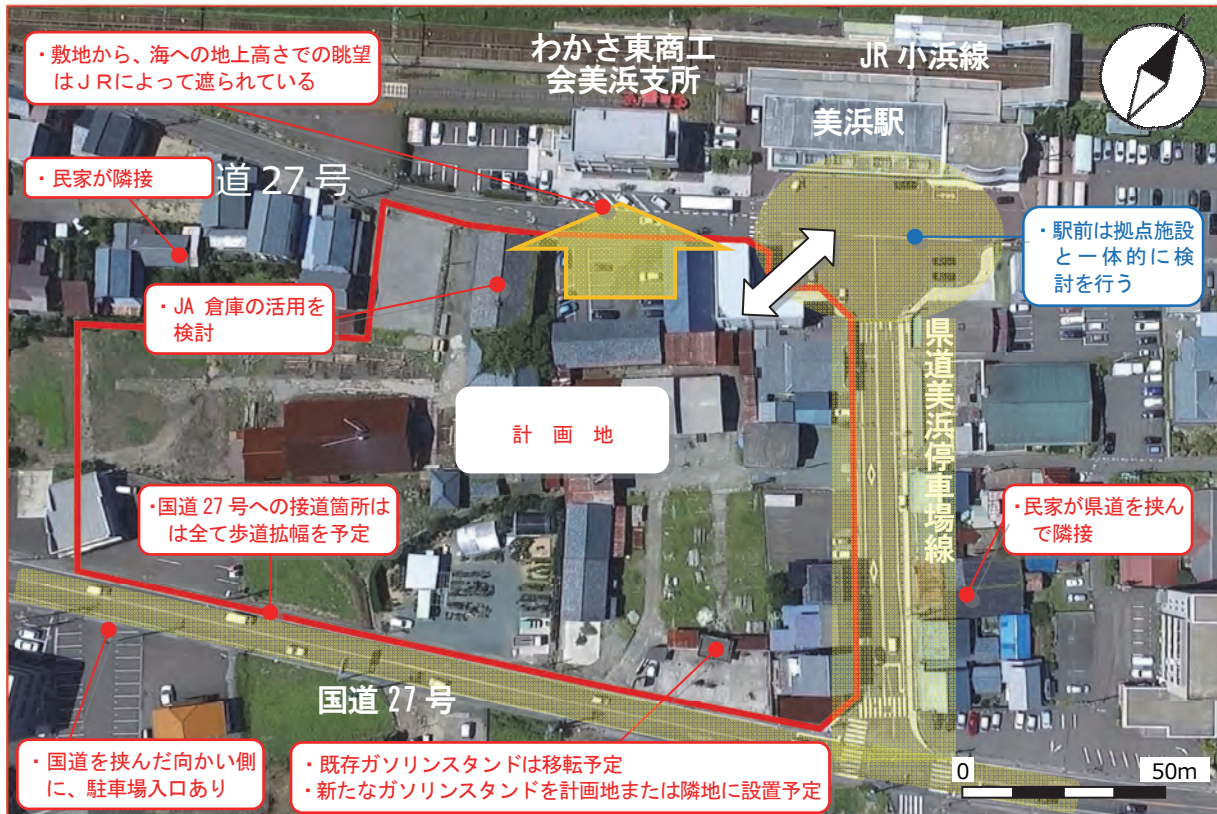 ・敷地から、海への地上高さでの眺望
はＪＲによって遮られている
わかさ東商工
会美浜支所
JR 小浜線
美浜駅
・民家が隣接
道 27 号
・駅前は拠点施設
と一体的に検
討を行う
・JA 倉庫の活用を
検討
県道美浜停車場線
計 画 地
・国道 27 号への接道箇所は
は全て歩道拡幅を予定
・民家が県道を挟ん
で隣接
国道 27 号
・国道を挟んだ向かい側
に、駐車場入口あり
・既存ガソリンスタンドは移転予定
・新たなガソリンスタンドを計画地または隣地に設置予定
0 50m